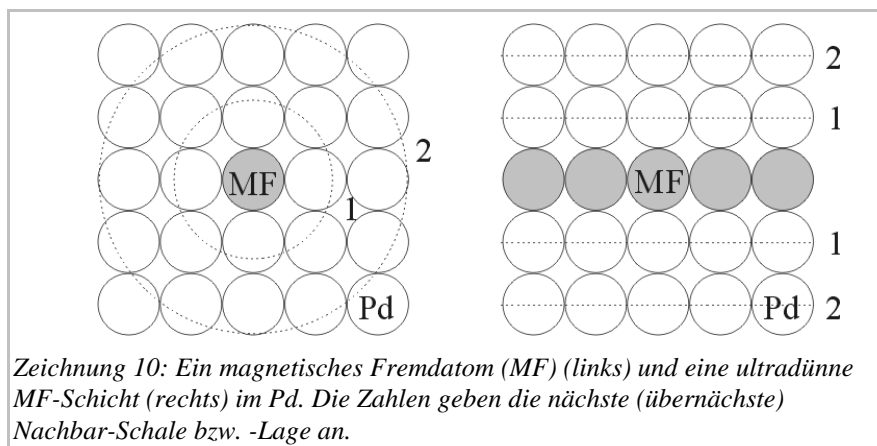 2
1
MF
2
1
MF
1
Pd
Pd
2
Zeichnung 10: Ein magnetisches Fremdatom (MF) (links) und eine ultradünne
MF-Schicht (rechts) im Pd. Die Zahlen geben die nächste (übernächste)
Nachbar-Schale bzw. -Lage an.